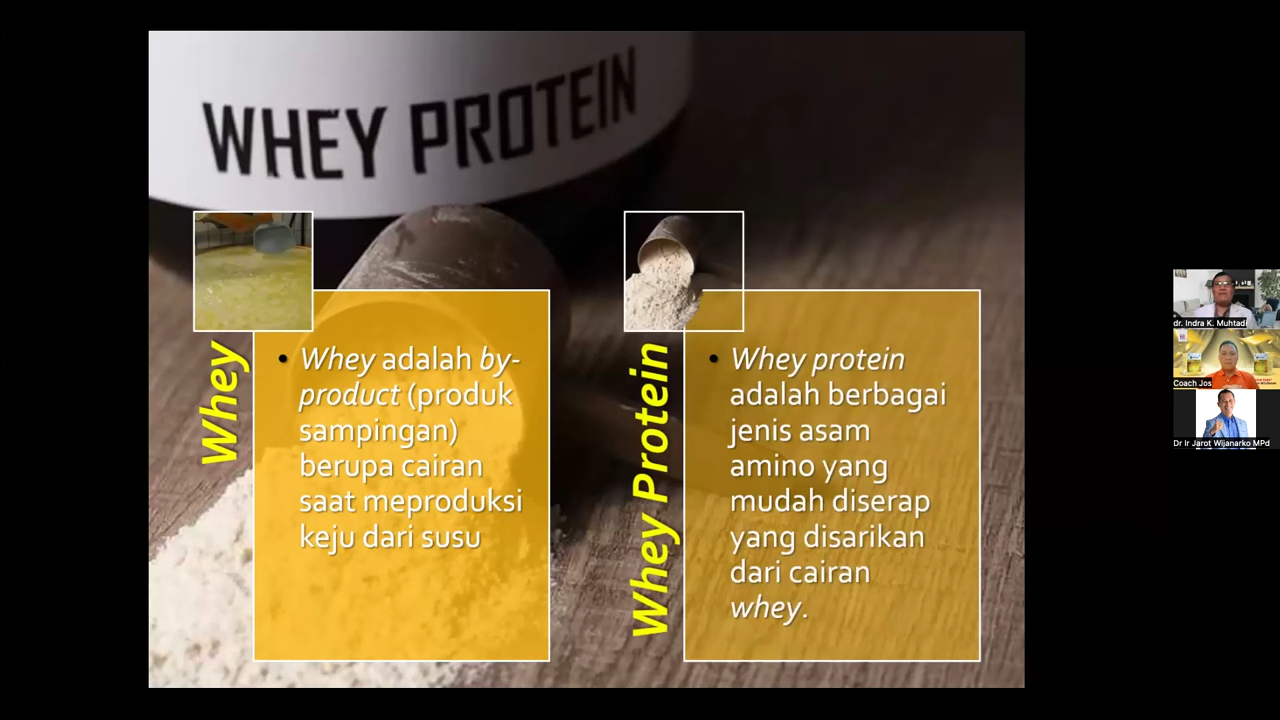 WHEY PROTEIN
Whey
• Whey adalah by-
product (produk
sampingan)
berupa cairan
saat meproduksi
keju dari susu
Whey Protein
• Whey protein
adalah berbagai
jenis asam
amino yang
mudah diserap
yang disarikan
dari cairan
whey.
dr. Indra K. Muhtadi
Coach Jos
Dr Ir Jarot Wijanarko MPd